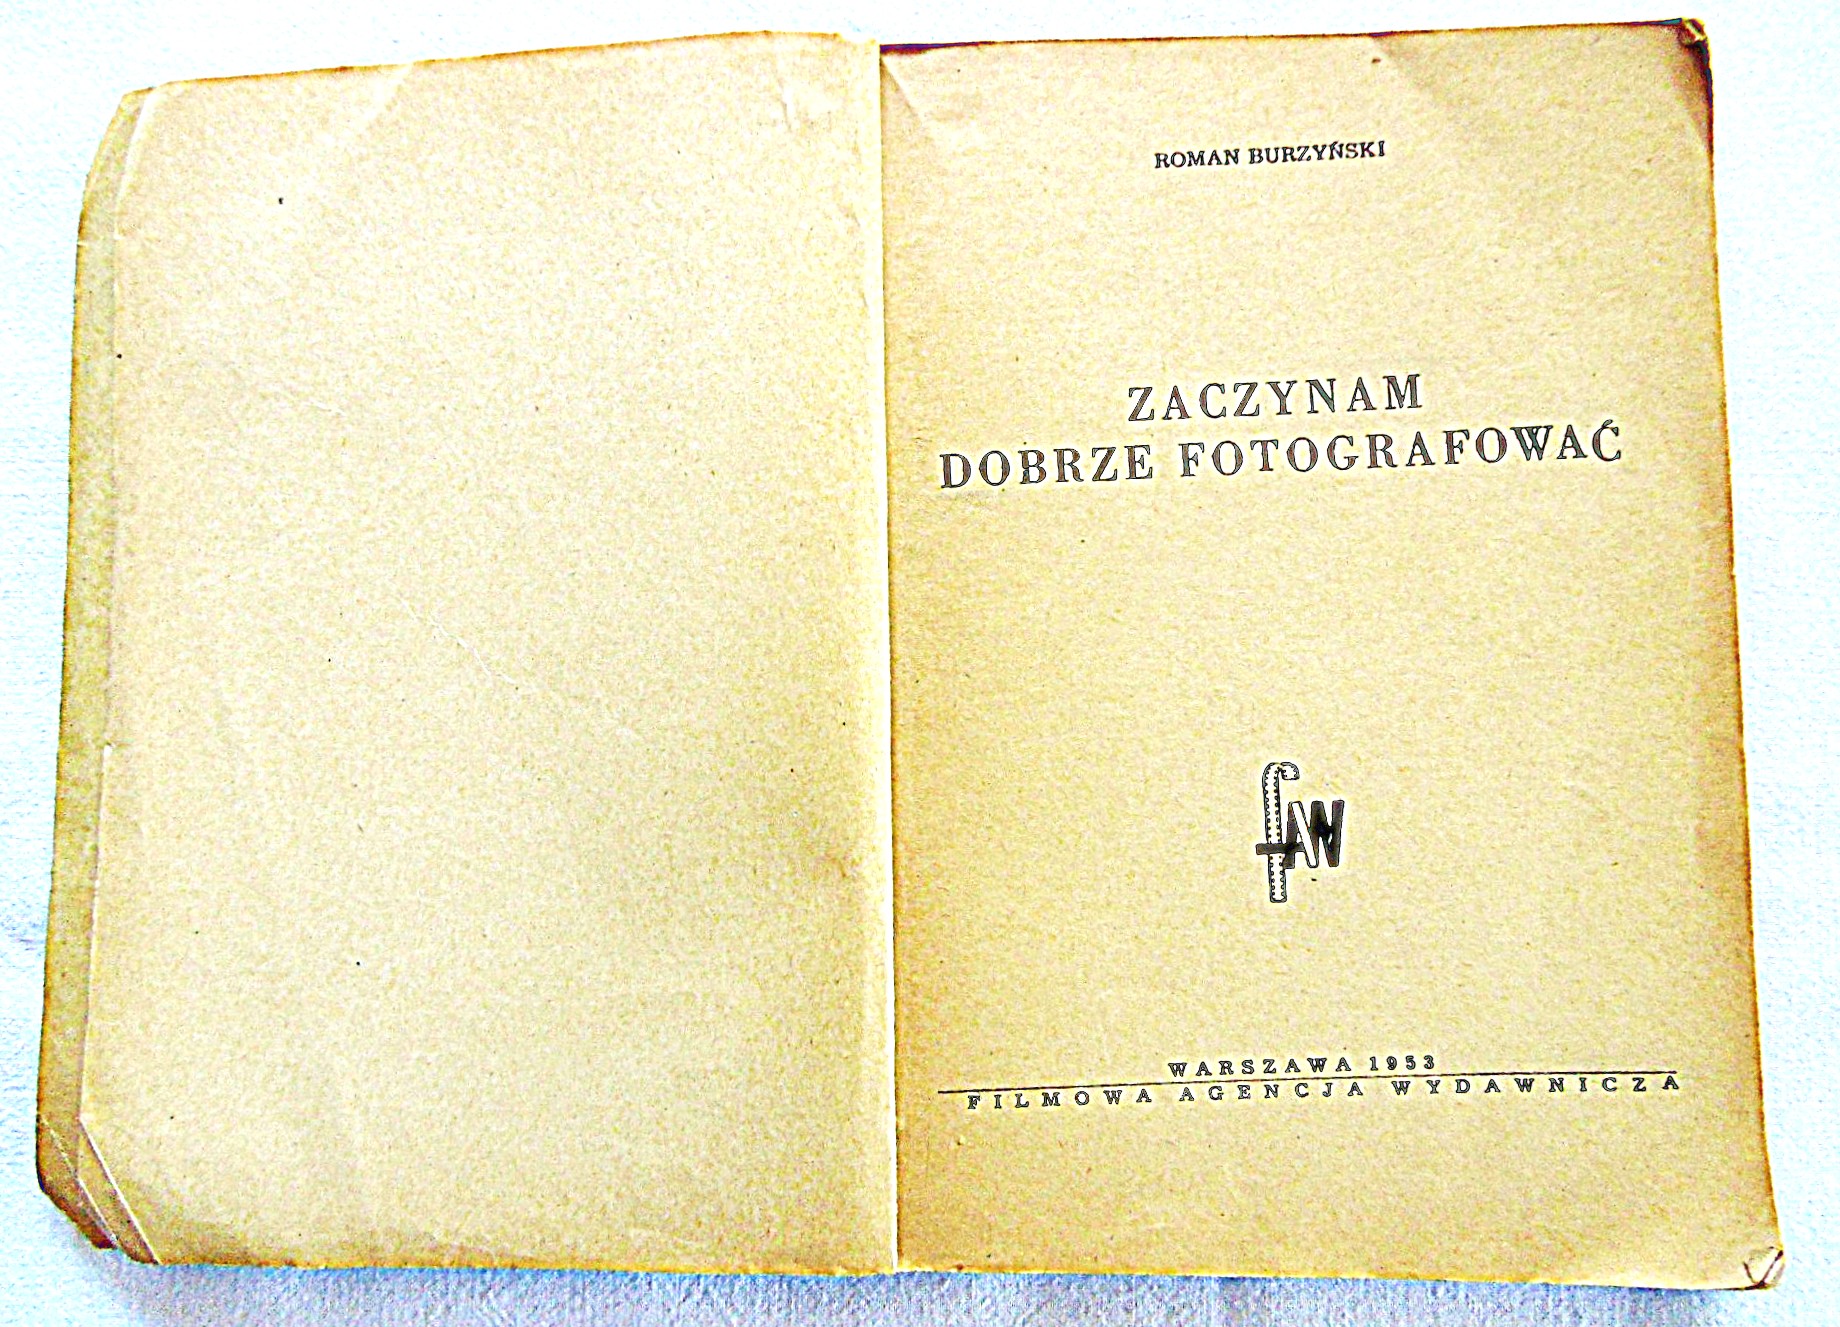 ROMAN BURZYŃSKI
ZACZYNAM
DOBRZE FOTOGRAFOWAĆ
fAW
WARSZAWA 1953
FILMOWA AGENCJA WYDAWNICZA